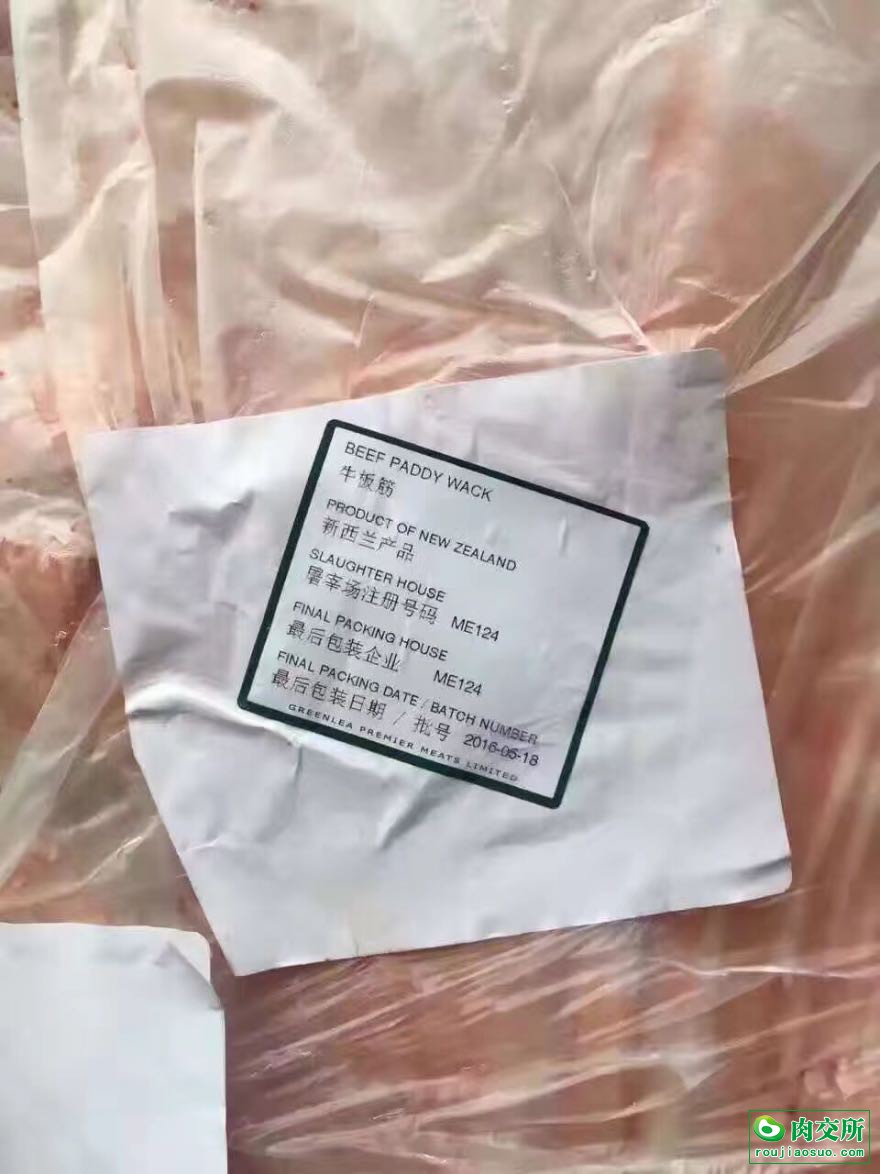 BEEF PADDY WACK
牛板筋
PRODUCT OF NEW ZEALAND
新西兰产品
SLAUGHTER HOUSE
屠宰场注册号码 ME124
FINAL PACKING HOUSE
最后包装企业 ME124
FINAL PACKING DATE / BATCH NUMBER
最后包装日期 / 批号 2016-05-18
GREENLEA PREMIER MEATS LIMITED
肉交所
roujiaosuo.com